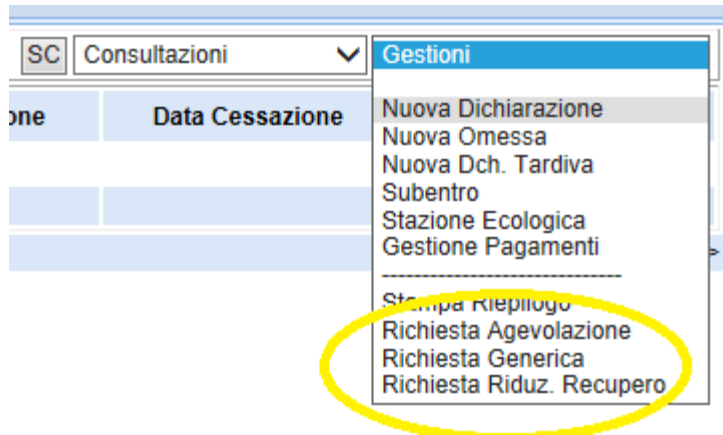 SC Consultazioni Gestioni
one Data Cessazione
Nuova Dichiarazione
Nuova Omessa
Nuova Dch. Tardiva
Subentro
Stazione Ecologica
Gestione Pagamenti
------------------------------
Stampa Riepilogo
Richiesta Agevolazione
Richiesta Generica
Richiesta Riduz. Recupero